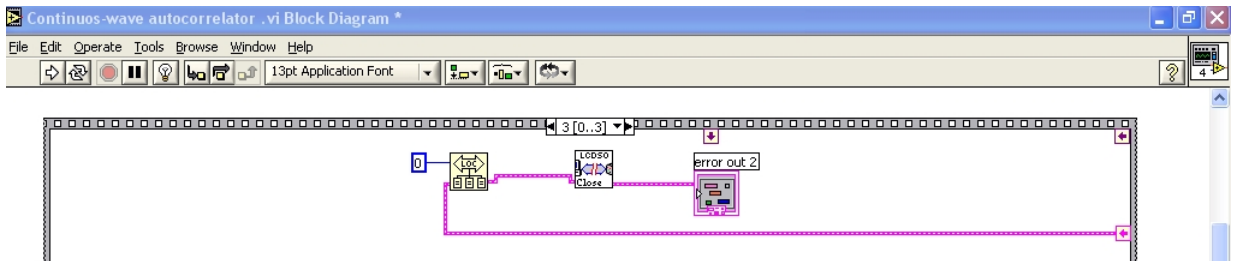 Continuos-wave autocorrelator .vi Block Diagram *
File Edit Operate Tools Browse Window Help
13pt Application Font
?
4
3 [0..3]
0
LOC
LCDSO
Close
error out 2